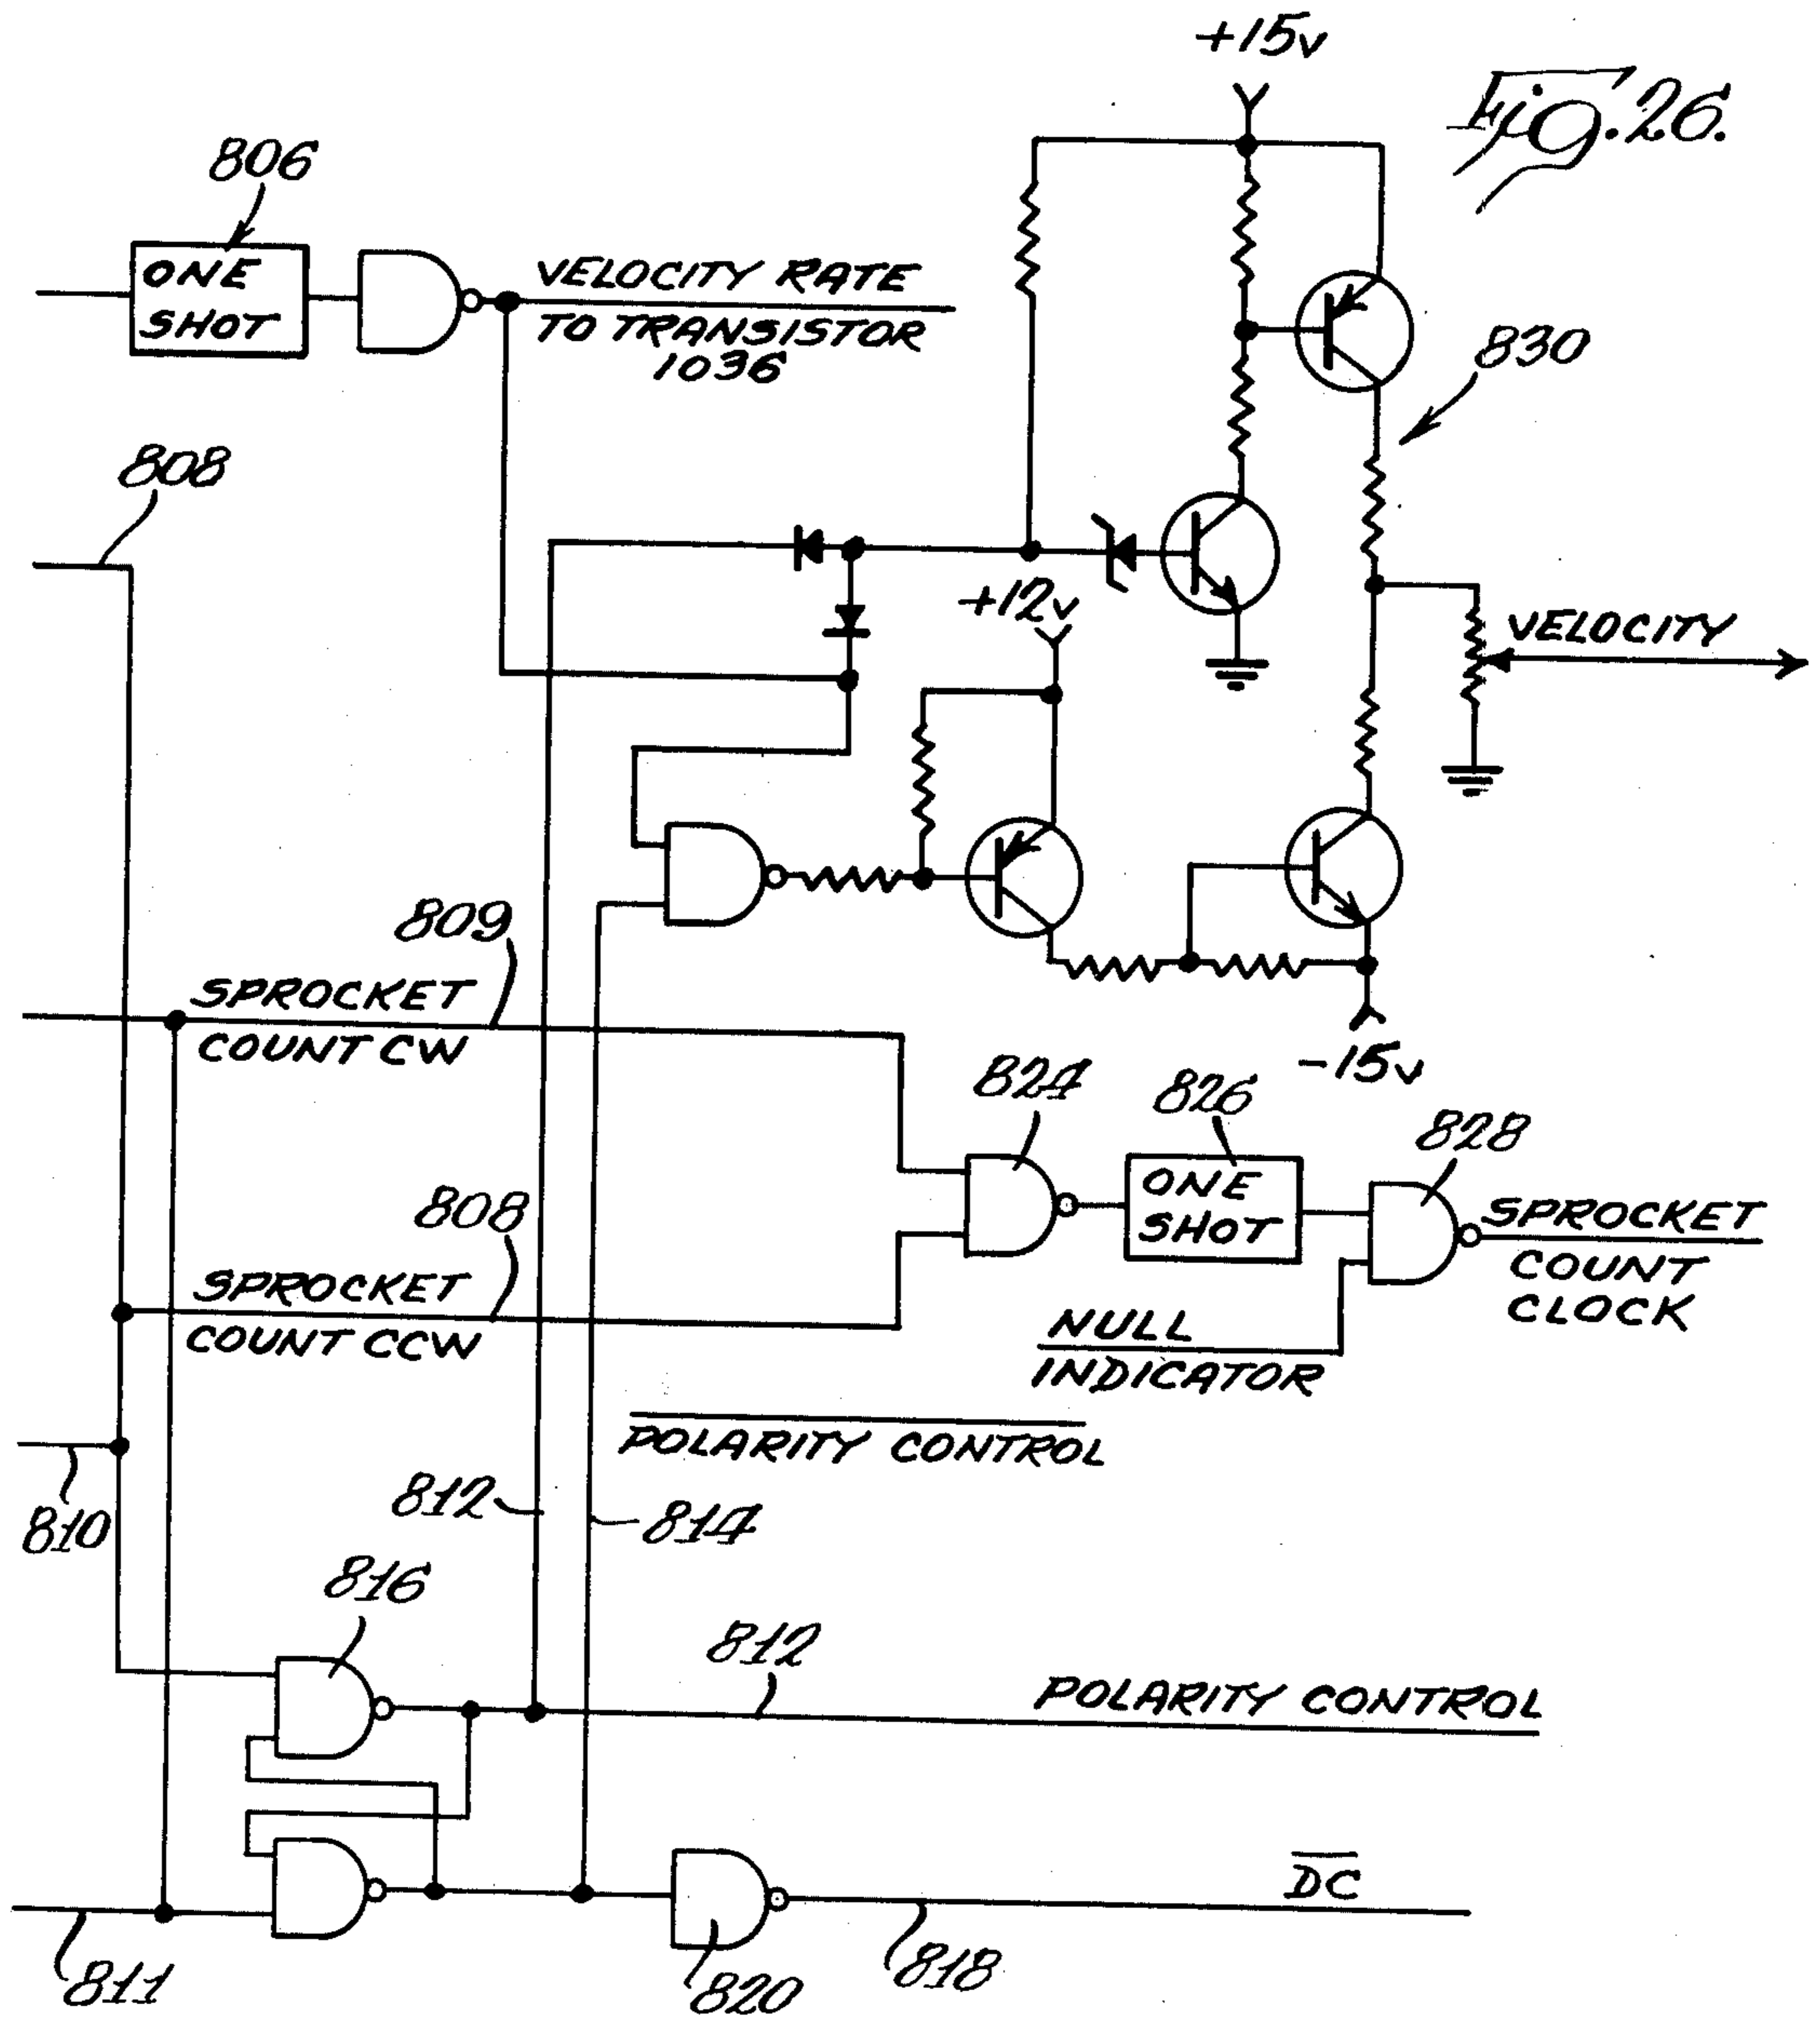 +15v
Fig. 26.
806
ONE
SHOT
VELOCITY RATE
TO TRANSISTOR
1036
830
808
+12v
VELOCITY
809
SPROCKET
COUNT CW
-15v
824
826
828
ONE
SHOT
SPROCKET
COUNT
CLOCK
808
SPROCKET
COUNT CCW
NULL
INDICATOR
POLARITY CONTROL
810
812
814
816
812
POLARITY CONTROL
DC
811
820
818